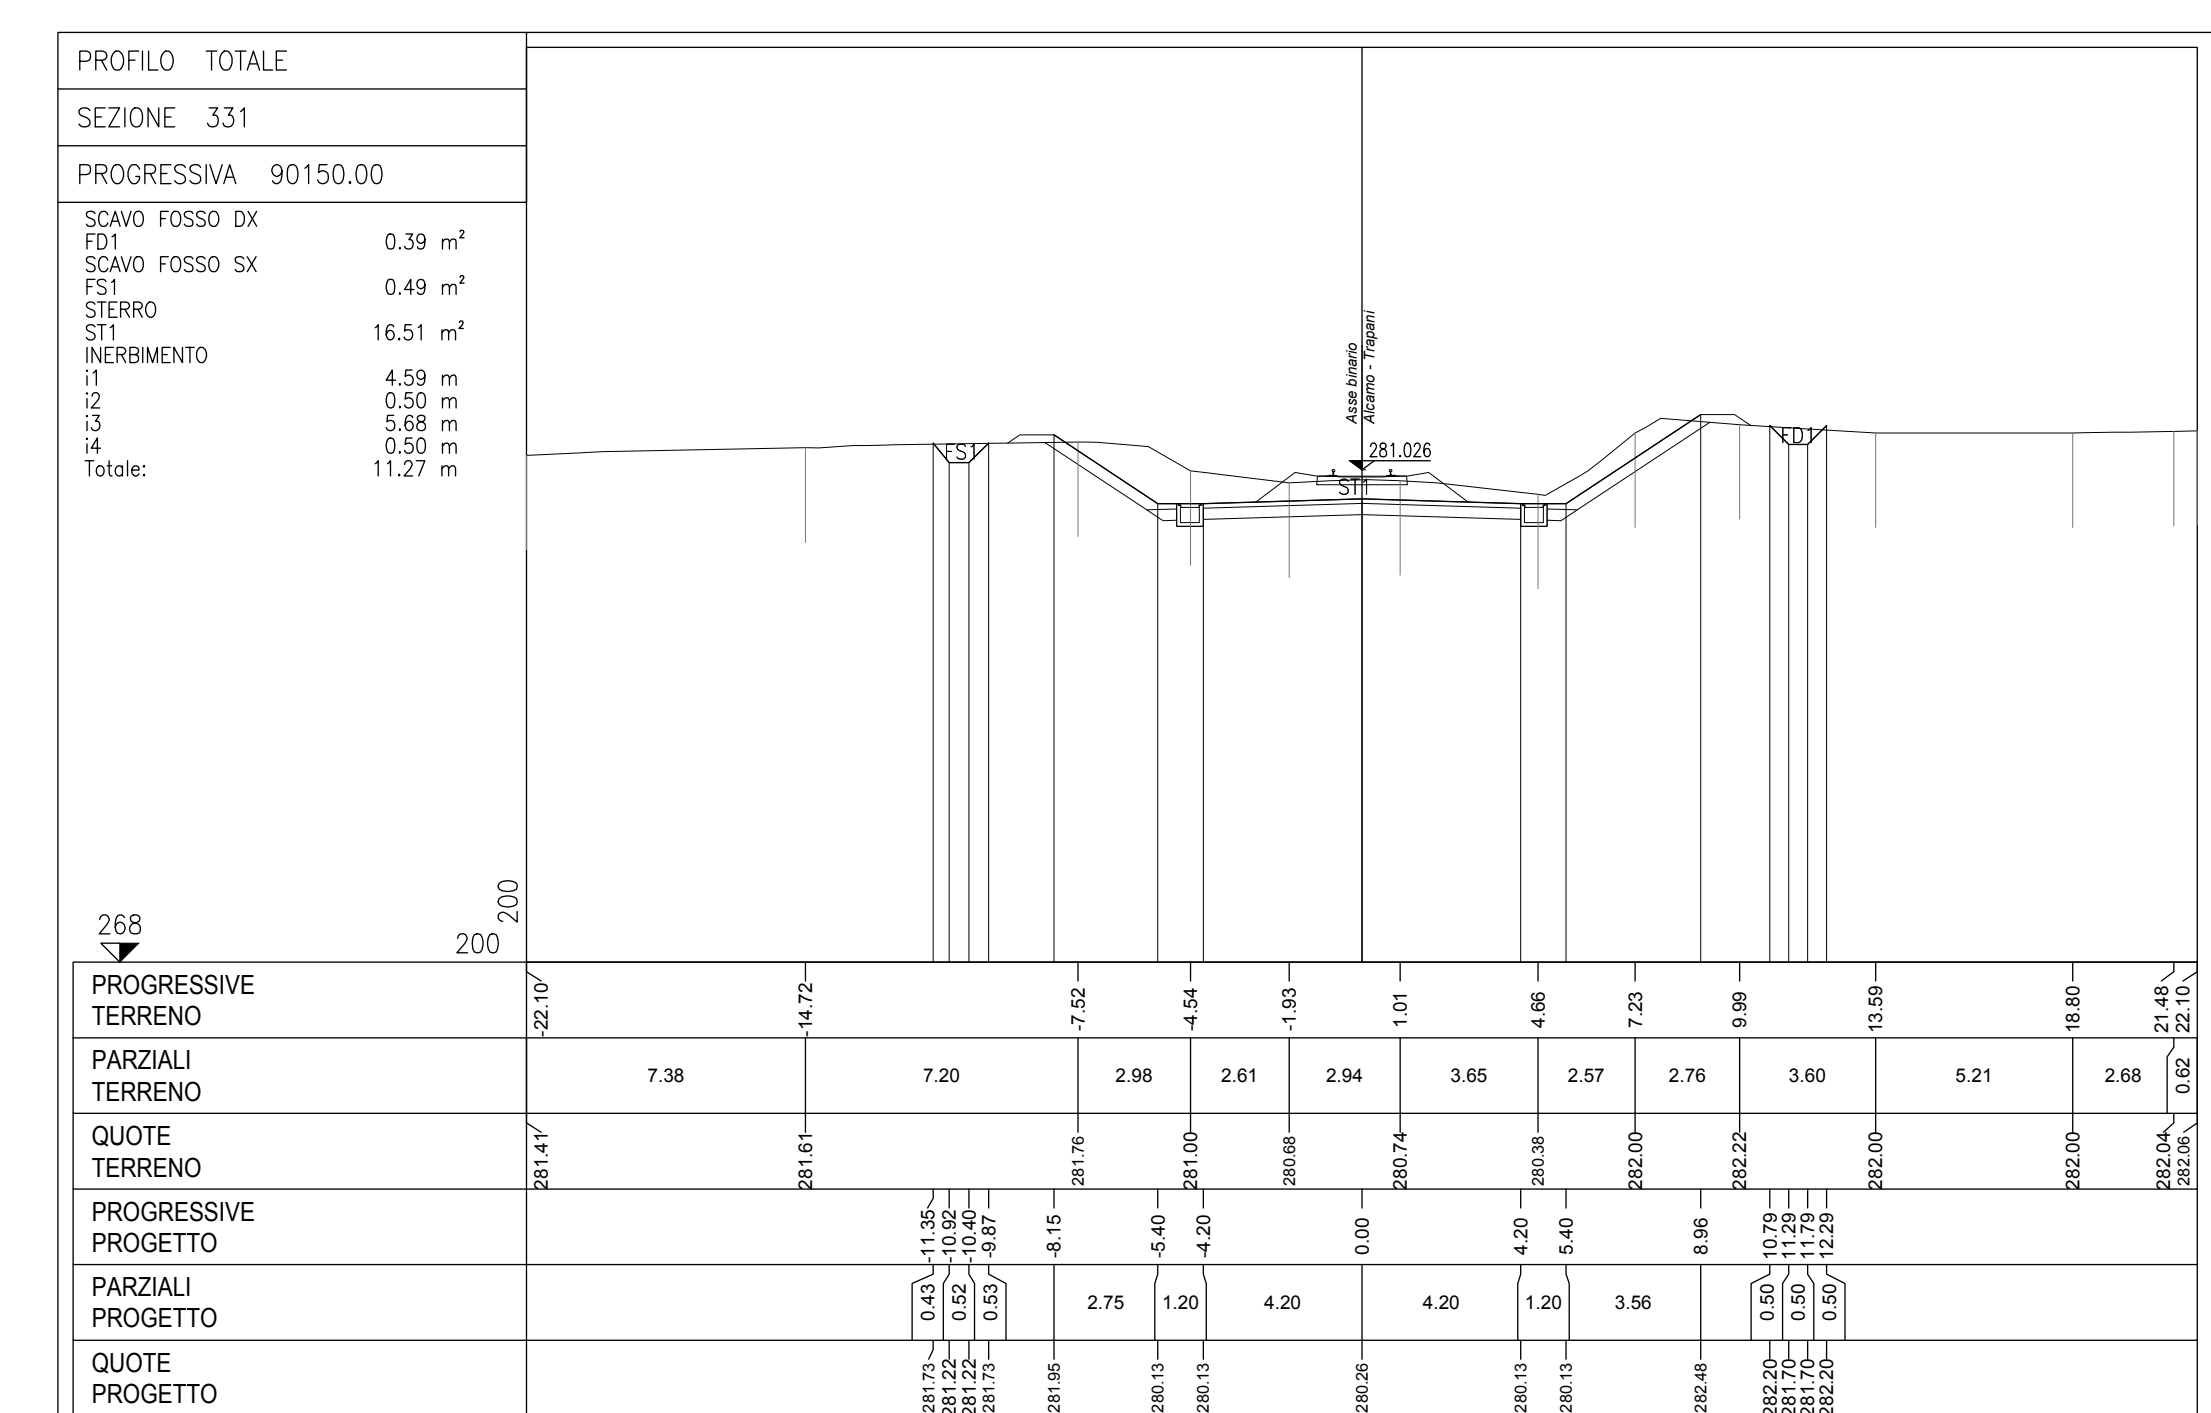 PROFILO TOTALE
SEZIONE 331
PROGRESSIVA 90150.00
SCAVO FOSSO DX
FD1 0.39 m²
SCAVO FOSSO SX
FS1 0.49 m²
STERRO
ST1 16.51 m²
INERBIMENTO
i1 4.59 m
i2 0.50 m
i3 5.68 m
i4 0.50 m
Totale: 11.27 m
Asse binario
Alcamo - Trapani
281.026
FS1
ST1
FD1
268
200
200
PROGRESSIVE
TERRENO
-22.10 -14.72 -7.52 -4.54 -1.93 1.01 4.66 7.23 9.99 13.59 18.80 21.48 22.10
PARZIALI
TERRENO
7.38 7.20 2.98 2.61 2.94 3.65 2.57 2.76 3.60 5.21 2.68 0.62
QUOTE
TERRENO
281.41 281.61 281.76 281.00 280.68 280.74 280.38 282.00 282.22 282.00 282.00 282.04 282.06
PROGRESSIVE
PROGETTO
-11.35 -10.92 -10.40 -9.87 -8.15 -5.40 -4.20 0.00 4.20 5.40 8.96 10.79 11.29 11.79 12.29
PARZIALI
PROGETTO
0.43 0.52 0.53 2.75 1.20 4.20 4.20 1.20 3.56 0.50 0.50 0.50
QUOTE
PROGETTO
281.73 281.22 281.22 281.73 281.95 280.13 280.13 280.26 280.13 280.13 282.48 282.20 281.70 281.70 282.20